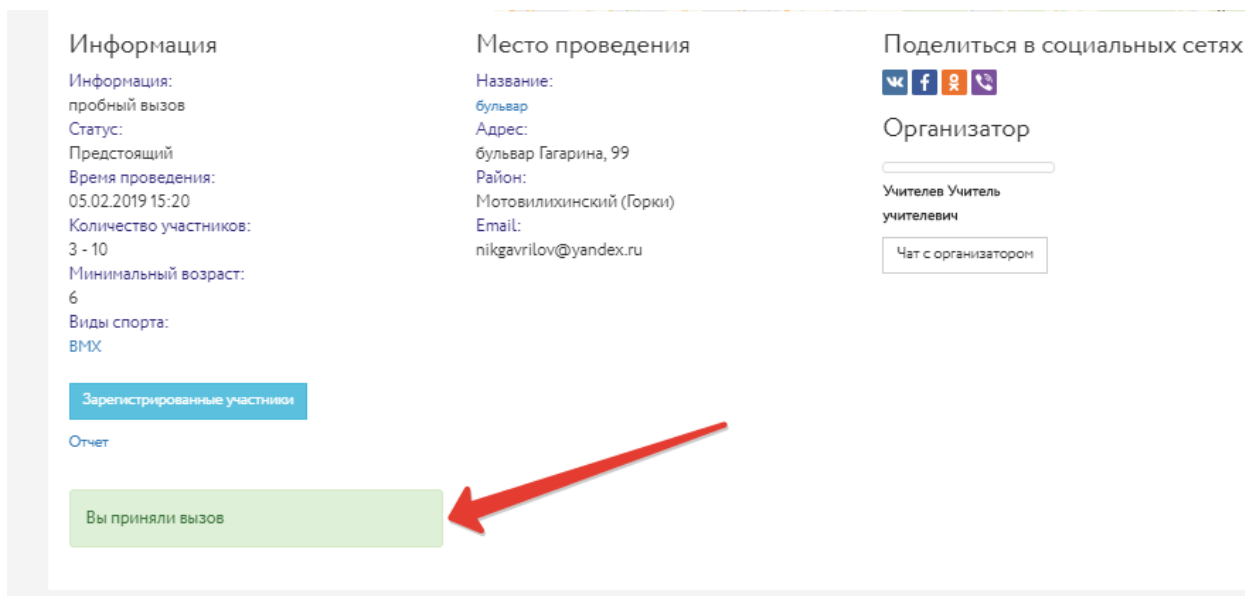 Информация
Информация:
пробный вызов
Статус:
Предстоящий
Время проведения:
05.02.2019 15:20
Количество участников:
3 - 10
Минимальный возраст:
6
Виды спорта:
BMX
Зарегистрированные участники
Отчет
Вы приняли вызов
Место проведения
Название:
бульвар
Адрес:
бульвар Гагарина, 99
Район:
Мотовилихинский (Горки)
Email:
nikgavrilov@yandex.ru
Поделиться в социальных сетях
Организатор
Учителев Учитель
учителевич
Чат с организатором